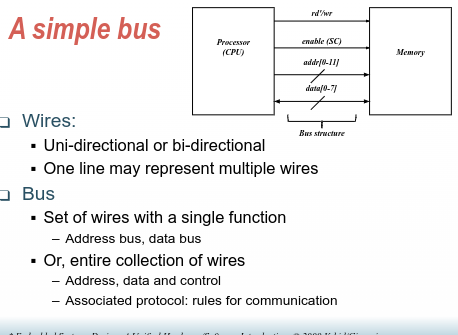 A simple bus
rd'/wr
Processor
(CPU)
enable (SC)
Memory
addr[0-11]
data[0-7]
Bus structure
Wires:
Uni-directional or bi-directional
One line may represent multiple wires
Bus
Set of wires with a single function
– Address bus, data bus
Or, entire collection of wires
– Address, data and control
– Associated protocol: rules for communication